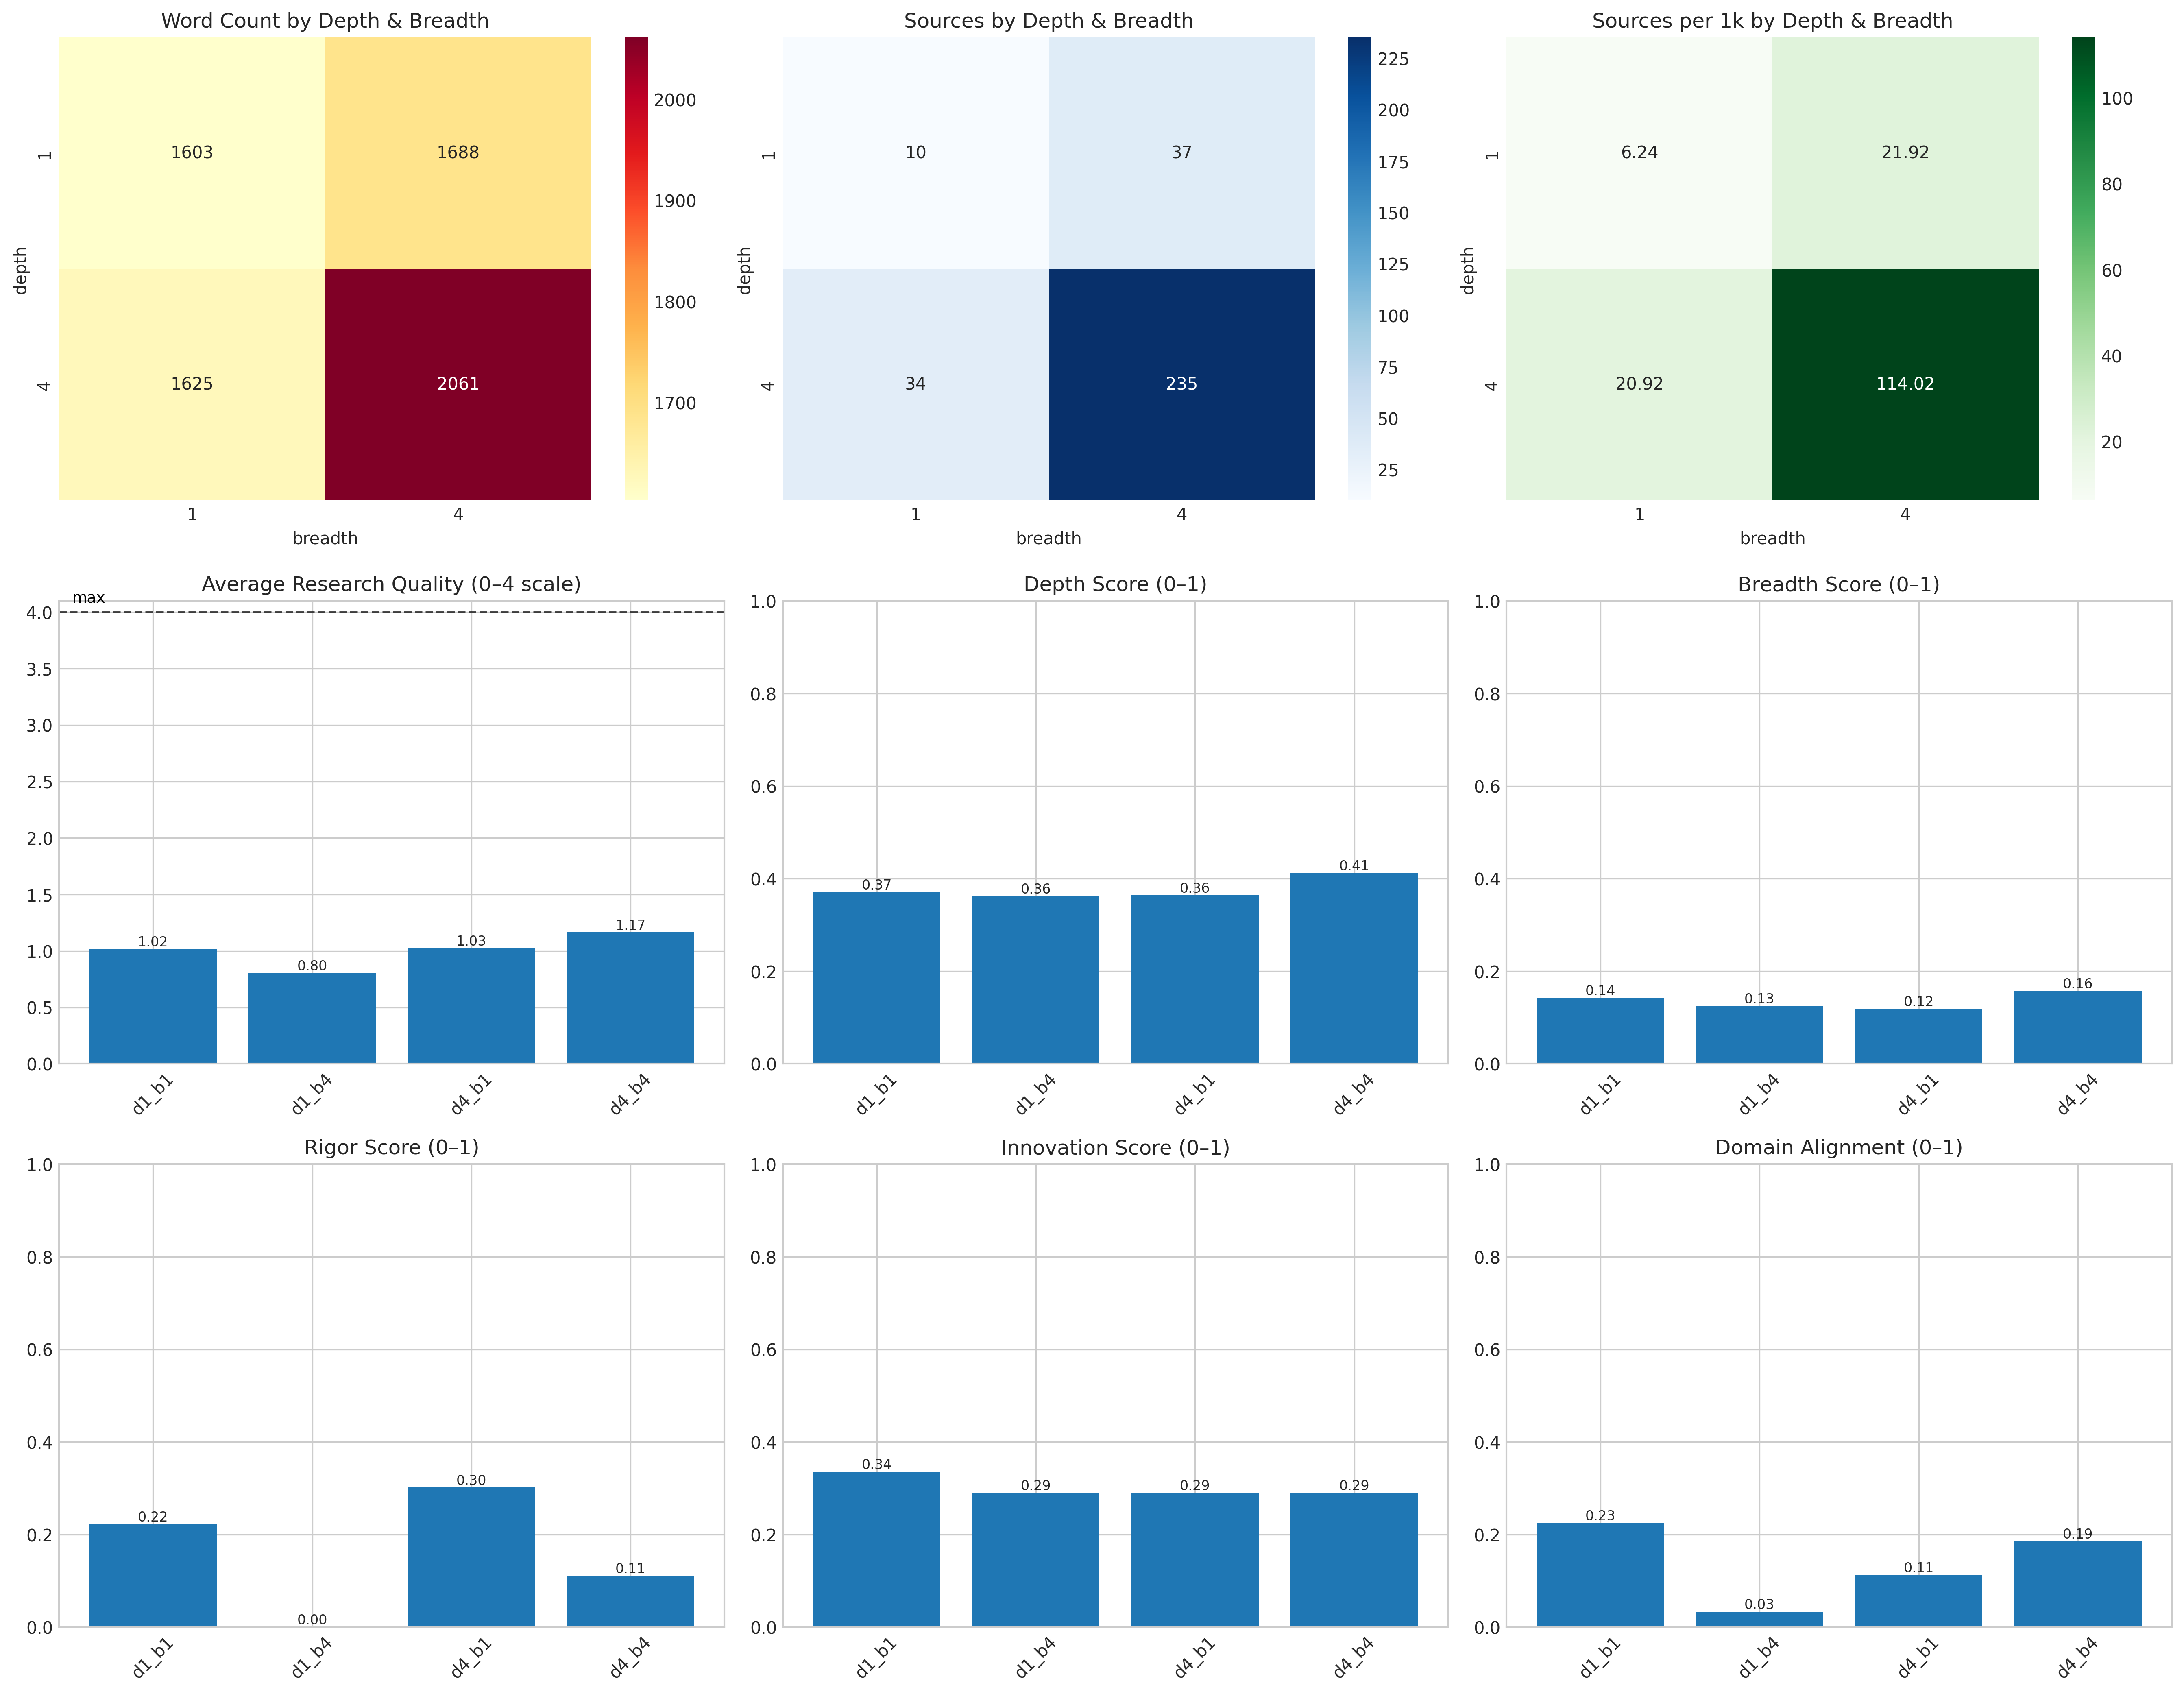 Word Count by Depth & Breadth
1603 1688
1625 2061
1
4
depth
1 4
breadth
2000
1900
1800
1700
Sources by Depth & Breadth
10 37
34 235
1
4
depth
1 4
breadth
225
200
175
150
125
100
75
50
25
Sources per 1k by Depth & Breadth
6.24 21.92
20.92 114.02
1
4
depth
1 4
breadth
100
80
60
40
20
Average Research Quality (0–4 scale)
max
4.0
3.5
3.0
2.5
2.0
1.5
1.0
0.5
0.0
1.02 0.80 1.03 1.17
d1_b1 d1_b4 d4_b1 d4_b4
Depth Score (0–1)
1.0
0.8
0.6
0.4
0.2
0.0
0.37 0.36 0.36 0.41
d1_b1 d1_b4 d4_b1 d4_b4
Breadth Score (0–1)
1.0
0.8
0.6
0.4
0.2
0.0
0.14 0.13 0.12 0.16
d1_b1 d1_b4 d4_b1 d4_b4
Rigor Score (0–1)
1.0
0.8
0.6
0.4
0.2
0.0
0.22 0.00 0.30 0.11
d1_b1 d1_b4 d4_b1 d4_b4
Innovation Score (0–1)
1.0
0.8
0.6
0.4
0.2
0.0
0.34 0.29 0.29 0.29
d1_b1 d1_b4 d4_b1 d4_b4
Domain Alignment (0–1)
1.0
0.8
0.6
0.4
0.2
0.0
0.23 0.03 0.11 0.19
d1_b1 d1_b4 d4_b1 d4_b4